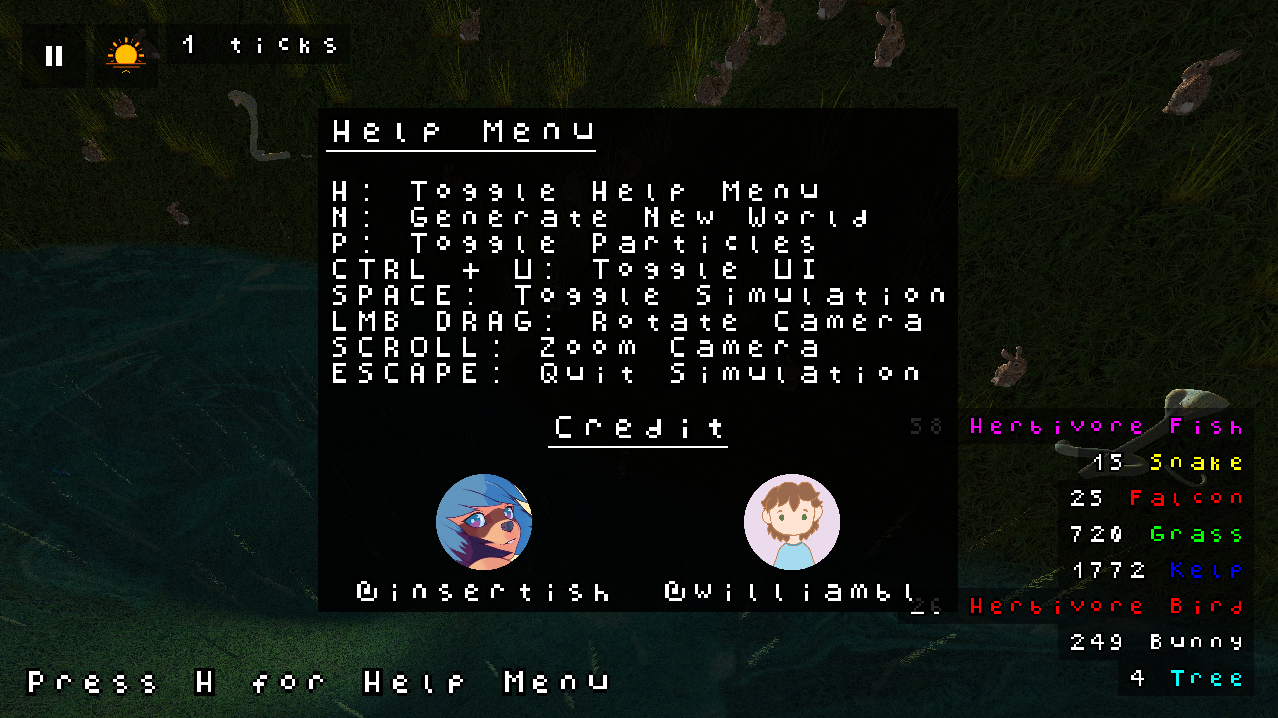 1 ticks
Help Menu
H: Toggle Help Menu
N: Generate New World
P: Toggle Particles
CTRL + U: Toggle UI
SPACE: Toggle Simulation
LMB DRAG: Rotate Camera
SCROLL: Zoom Camera
ESCAPE: Quit Simulation
Credit
@insertish @williambl
58 Herbivore Fish
15 Snake
25 Falcon
720 Grass
1772 Kelp
26 Herbivore Bird
249 Bunny
4 Tree
Press H for Help Menu